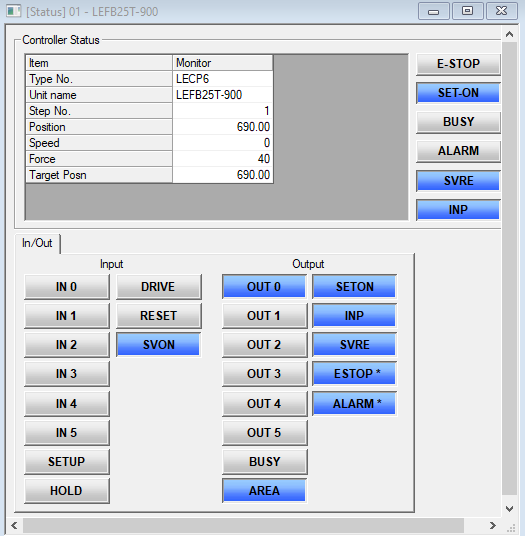 [Status] 01 - LEFB25T-900
Controller Status
Item Monitor
Type No. LECP6
Unit name LEFB25T-900
Step No. 1
Position 690.00
Speed 0
Force 40
Target Posn 690.00
E-STOP
SET-ON
BUSY
ALARM
SVRE
INP
In/Out
Input Output
IN 0 DRIVE OUT 0 SETON
IN 1 RESET OUT 1 INP
IN 2 SVON OUT 2 SVRE
IN 3 OUT 3 ESTOP *
IN 4 OUT 4 ALARM *
IN 5 OUT 5
SETUP BUSY
HOLD AREA